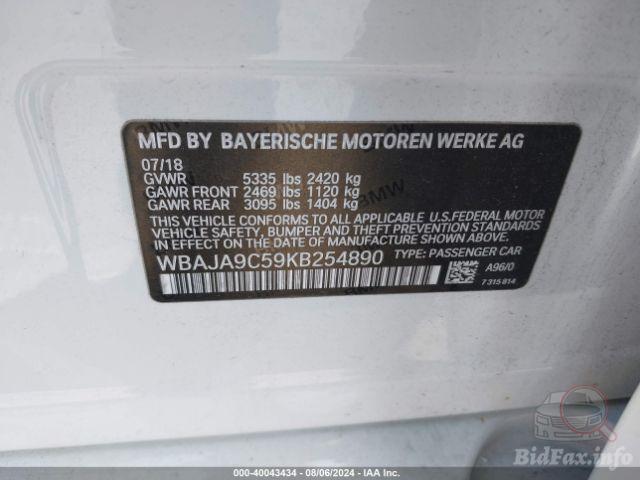 MFD BY BAYERISCHE MOTOREN WERKE AG
07/18
GVWR 5335 lbs 2420 kg
GAWR FRONT 2469 lbs 1120 kg
GAWR REAR 3095 lbs 1404 kg
BMW
THIS VEHICLE CONFORMS TO ALL APPLICABLE U.S. FEDERAL MOTOR
VEHICLE SAFETY, BUMPER AND THEFT PREVENTION
STANDARDS IN EFFECT ON THE DATE OF MANUFACTURE SHOWN ABOVE.
WBAJA9C59KB254890 TYPE: PASSENGER CAR
A96/0
7315814
BidFax.info
000-40043434 - 08/06/2024 - IAA Inc.